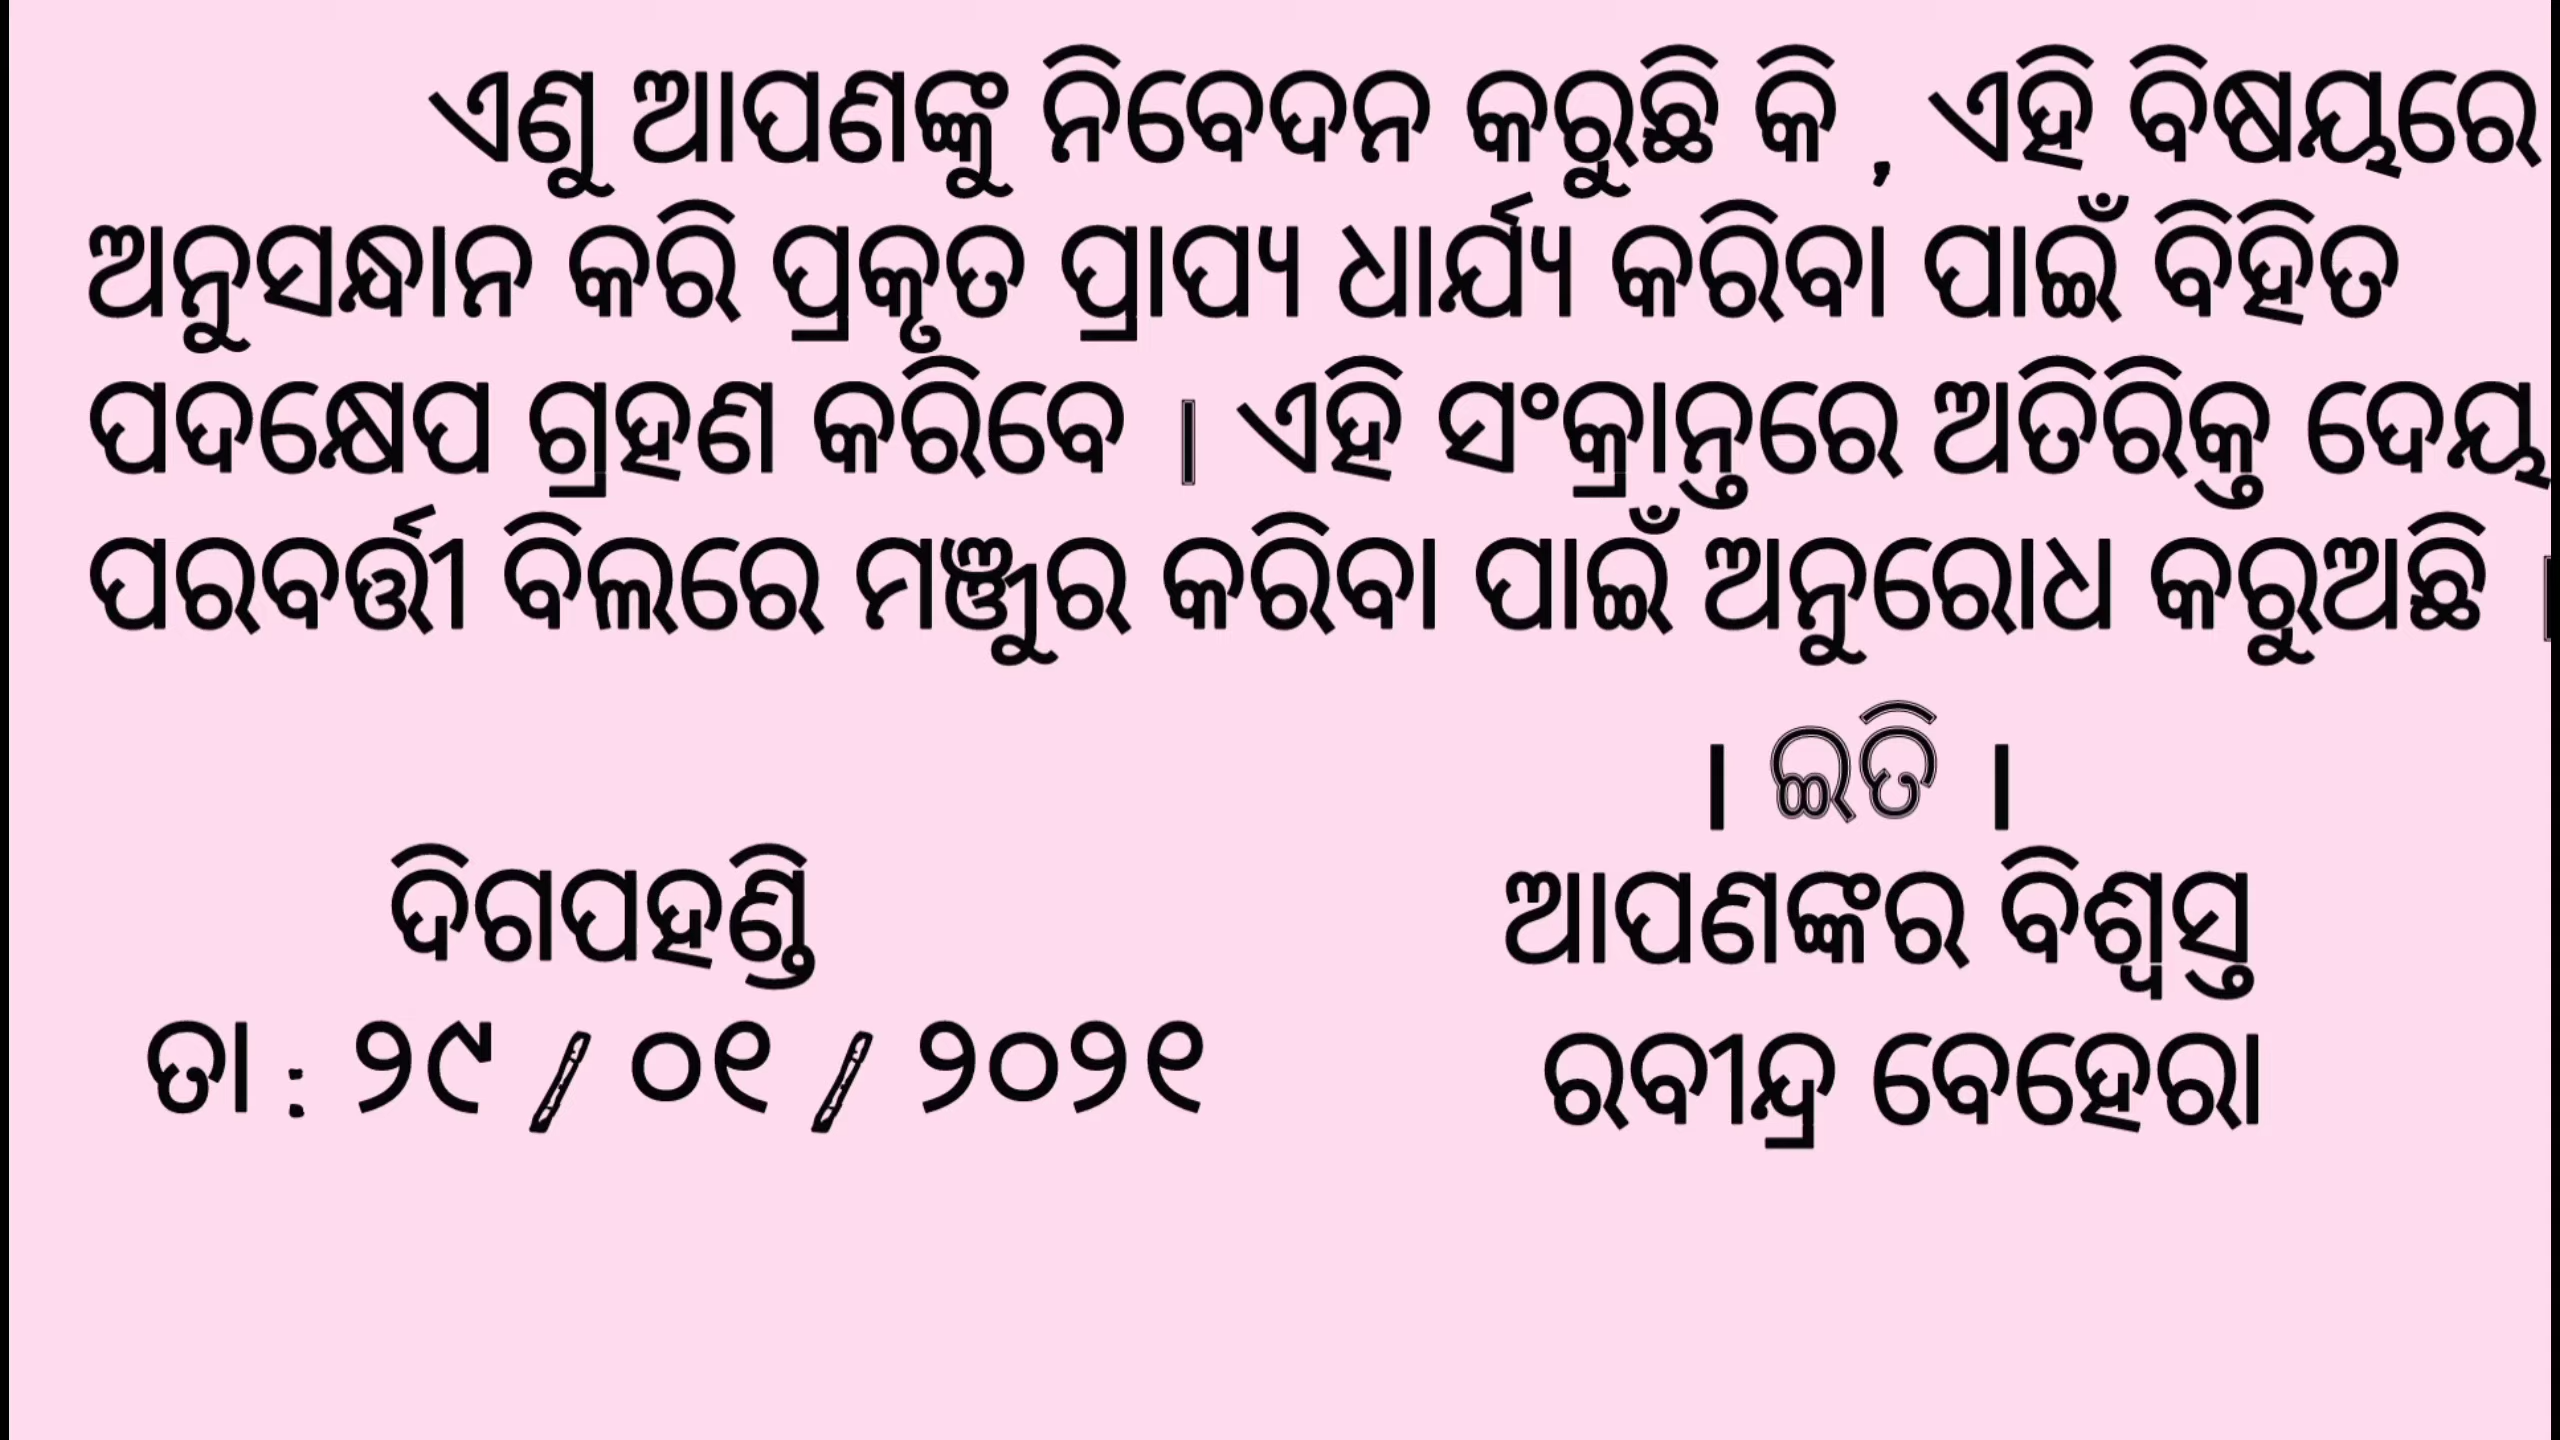 ଏଣୁ ଆପଣଙ୍କୁ ନିବେଦନ କରୁଛି କି , ଏହି ବିଷୟରେ
ଅନୁସନ୍ଧାନ କରି ପ୍ରକୃତ ପ୍ରାପ୍ୟ ଧାର୍ଯ୍ୟ କରିବା ପାଇଁ ବିହିତ
ପଦକ୍ଷେପ ଗ୍ରହଣ କରିବେ । ଏହି ସଂକ୍ରାନ୍ତରେ ଅତିରିକ୍ତ ଦେୟ
ପରବର୍ତ୍ତୀ ବିଲରେ ମଞ୍ଜୁର କରିବା ପାଇଁ ଅନୁରୋଧ କରୁଅଛି ।
। ଇତି ।
ଦିଗପହଣ୍ଡି ଆପଣଙ୍କର ବିଶ୍ୱସ୍ତ
ତା : ୨୯ / ୦୧ / ୨୦୨୧ ରବୀନ୍ଦ୍ର ବେହେରା